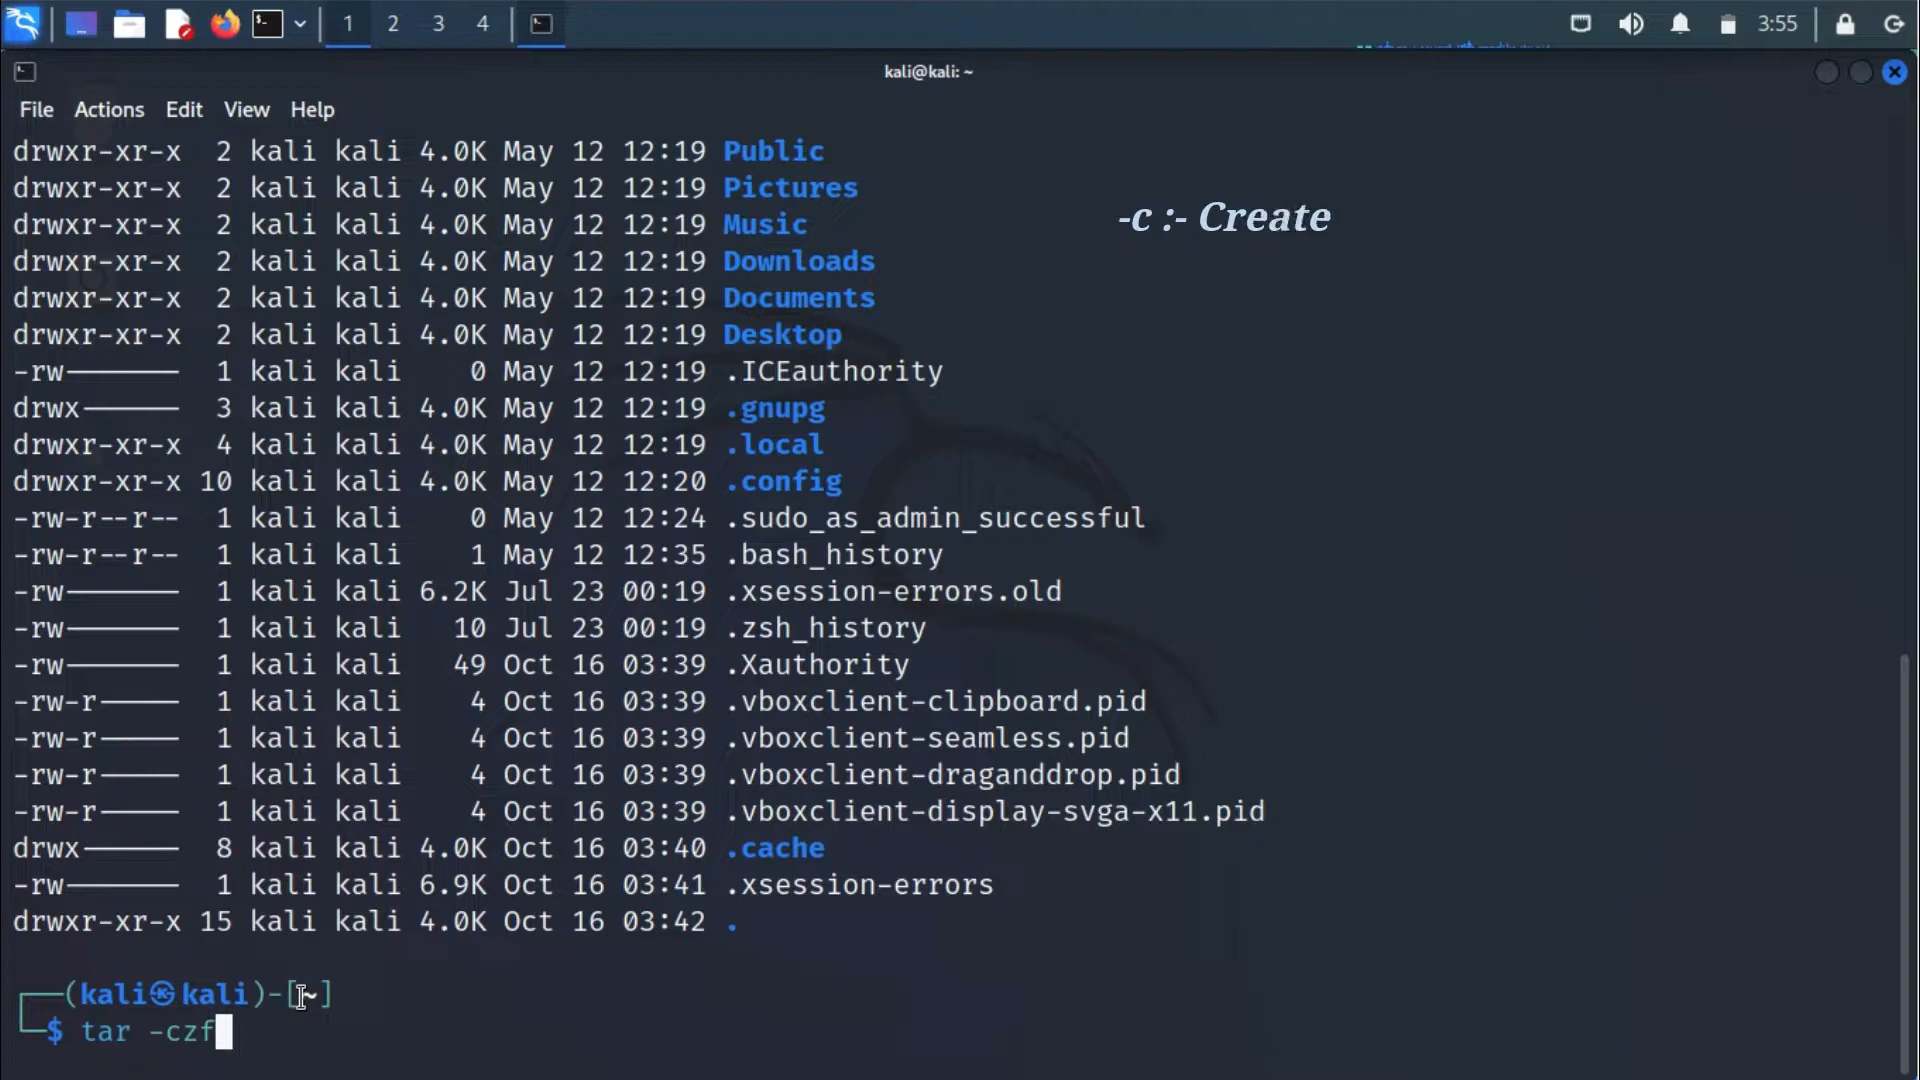 1 2 3 4 3:55
kali@kali: ~
File Actions Edit View Help
drwxr-xr-x 2 kali kali 4.0K May 12 12:19 Public
drwxr-xr-x 2 kali kali 4.0K May 12 12:19 Pictures
-c :- Create
drwxr-xr-x 2 kali kali 4.0K May 12 12:19 Music
drwxr-xr-x 2 kali kali 4.0K May 12 12:19 Downloads
drwxr-xr-x 2 kali kali 4.0K May 12 12:19 Documents
drwxr-xr-x 2 kali kali 4.0K May 12 12:19 Desktop
-rw------- 1 kali kali 0 May 12 12:19 .ICEauthority
drwx------ 3 kali kali 4.0K May 12 12:19 .gnupg
drwxr-xr-x 4 kali kali 4.0K May 12 12:19 .local
drwxr-xr-x 10 kali kali 4.0K May 12 12:20 .config
-rw-r--r-- 1 kali kali 0 May 12 12:24 .sudo_as_admin_successful
-rw-r--r-- 1 kali kali 1 May 12 12:35 .bash_history
-rw------- 1 kali kali 6.2K Jul 23 00:19 .xsession-errors.old
-rw------- 1 kali kali 10 Jul 23 00:19 .zsh_history
-rw------- 1 kali kali 49 Oct 16 03:39 .Xauthority
-rw-r----- 1 kali kali 4 Oct 16 03:39 .vboxclient-clipboard.pid
-rw-r----- 1 kali kali 4 Oct 16 03:39 .vboxclient-seamless.pid
-rw-r----- 1 kali kali 4 Oct 16 03:39 .vboxclient-draganddrop.pid
-rw-r----- 1 kali kali 4 Oct 16 03:39 .vboxclient-display-svga-x11.pid
drwx------ 8 kali kali 4.0K Oct 16 03:40 .cache
-rw------- 1 kali kali 6.9K Oct 16 03:41 .xsession-errors
drwxr-xr-x 15 kali kali 4.0K Oct 16 03:42 .
┌──(kali㉿kali)-[~]
└─$ tar -czf